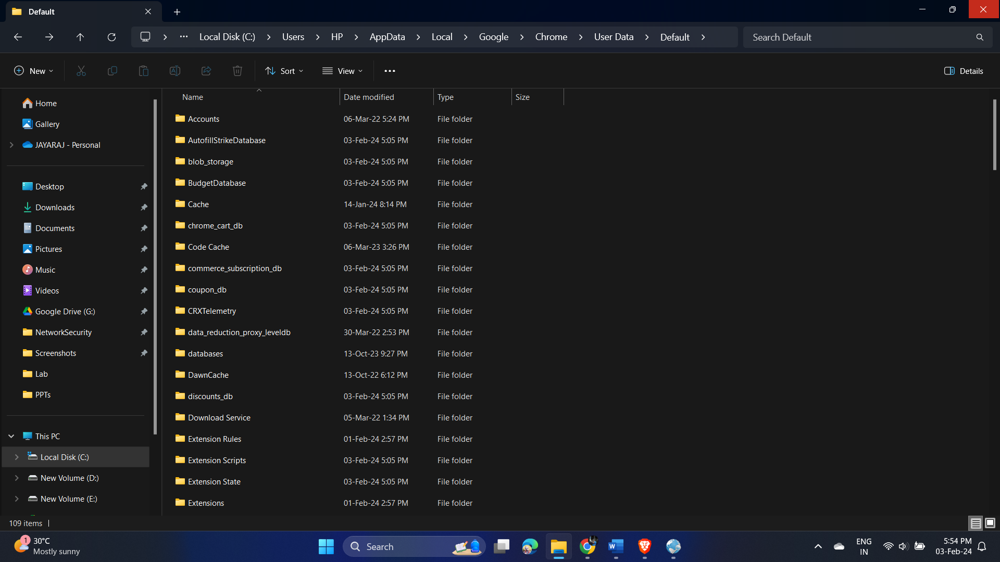 Default
Local Disk (C:) Users HP AppData Local Google Chrome User Data Default
Search Default
New
Sort
View
Details
Home
Gallery
JAYARAJ - Personal
Desktop
Downloads
Documents
Pictures
Music
Videos
Google Drive (G:)
NetworkSecurity
Screenshots
Lab
PPTs
This PC
Local Disk (C:)
New Volume (D:)
New Volume (E:)
Name Date modified Type Size
Accounts 06-Mar-22 5:24 PM File folder
AutofillStrikeDatabase 03-Feb-24 5:05 PM File folder
blob_storage 03-Feb-24 5:05 PM File folder
BudgetDatabase 03-Feb-24 5:05 PM File folder
Cache 14-Jan-24 8:14 PM File folder
chrome_cart_db 03-Feb-24 5:05 PM File folder
Code Cache 06-Mar-23 3:26 PM File folder
commerce_subscription_db 03-Feb-24 5:05 PM File folder
coupon_db 03-Feb-24 5:05 PM File folder
CRXTelemetry 03-Feb-24 5:05 PM File folder
data_reduction_proxy_leveldb 30-Mar-22 2:53 PM File folder
databases 13-Oct-23 9:27 PM File folder
DawnCache 13-Oct-22 6:12 PM File folder
discounts_db 03-Feb-24 5:05 PM File folder
Download Service 05-Mar-22 1:34 PM File folder
Extension Rules 01-Feb-24 2:57 PM File folder
Extension Scripts 03-Feb-24 5:05 PM File folder
Extension State 03-Feb-24 5:05 PM File folder
Extensions 01-Feb-24 2:57 PM File folder
109 items
1
30°C
Mostly sunny
Search
W
ENG
IN
5:54 PM
03-Feb-24